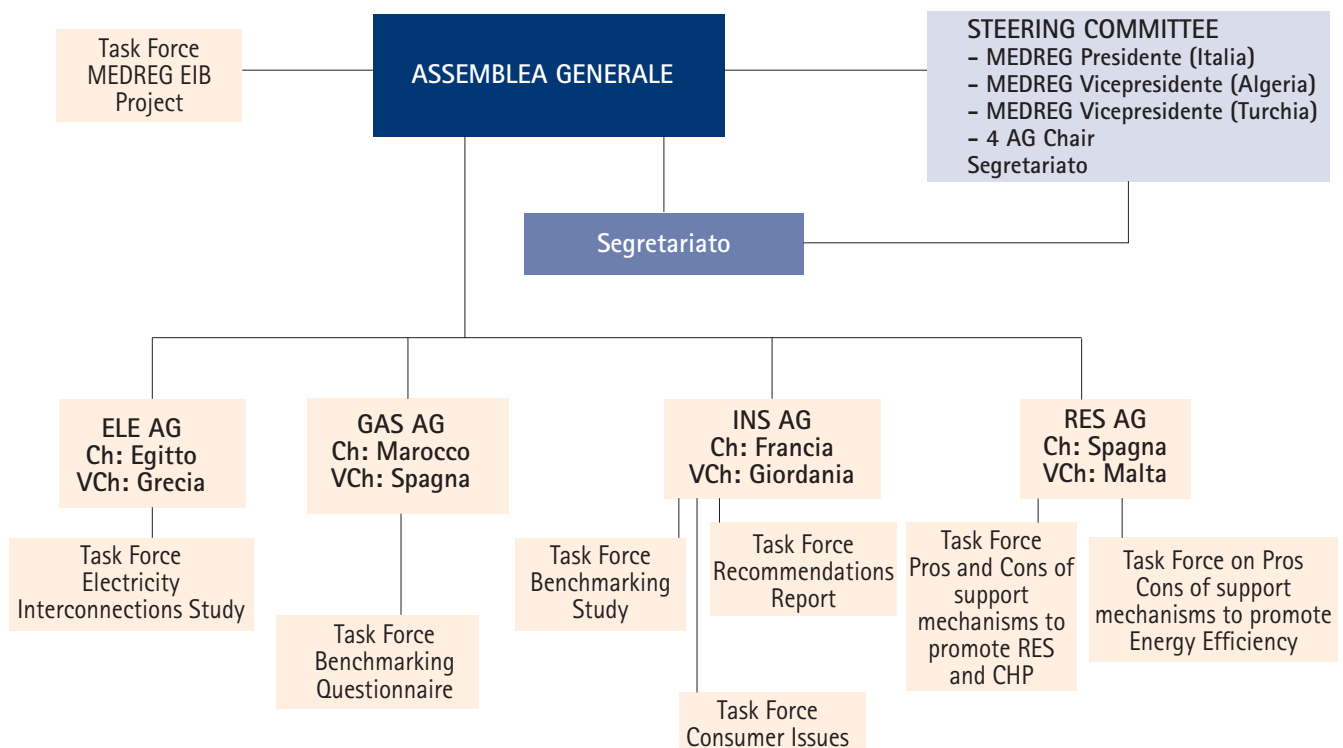 Task Force
MEDREG EIB
Project
ASSEMBLEA GENERALE
STEERING COMMITTEE
- MEDREG Presidente (Italia)
- MEDREG Vicepresidente (Algeria)
- MEDREG Vicepresidente (Turchia)
- 4 AG Chair
Segretariato
Segretariato
ELE AG
Ch: Egitto
VCh: Grecia
GAS AG
Ch: Marocco
VCh: Spagna
INS AG
Ch: Francia
VCh: Giordania
RES AG
Ch: Spagna
VCh: Malta
Task Force
Electricity
Interconnections Study
Task Force
Benchmarking
Questionnaire
Task Force
Benchmarking
Study
Task Force
Recommendations
Report
Task Force
Consumer Issues
Task Force
Pros and Cons of
support
mechanisms to
promote RES
and CHP
Task Force on Pros
Cons of support
mechanisms to promote
Energy Efficiency